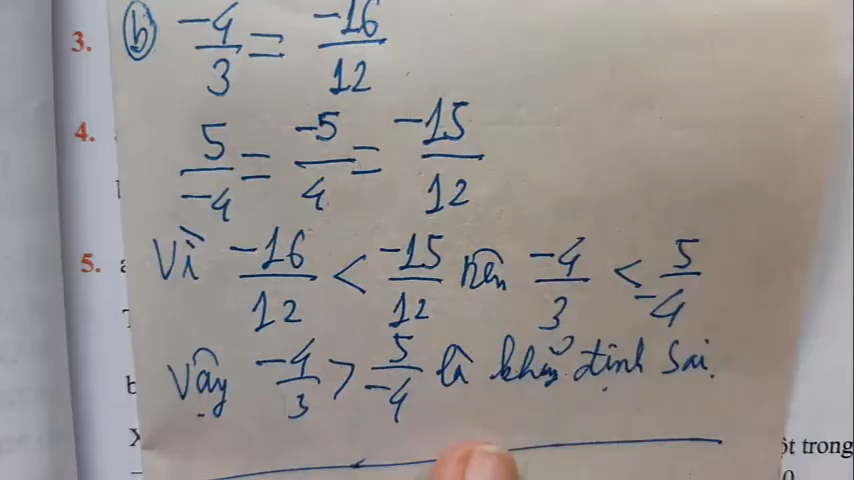 3.
b) -4/3 = -16/12
4.
5/-4 = -5/4 = -15/12
5.
Vì -16/12 < -15/12 nên -4/3 < 5/-4
Vậy -4/3 > 5/-4 là khẳng định sai.
b
X
ột trong